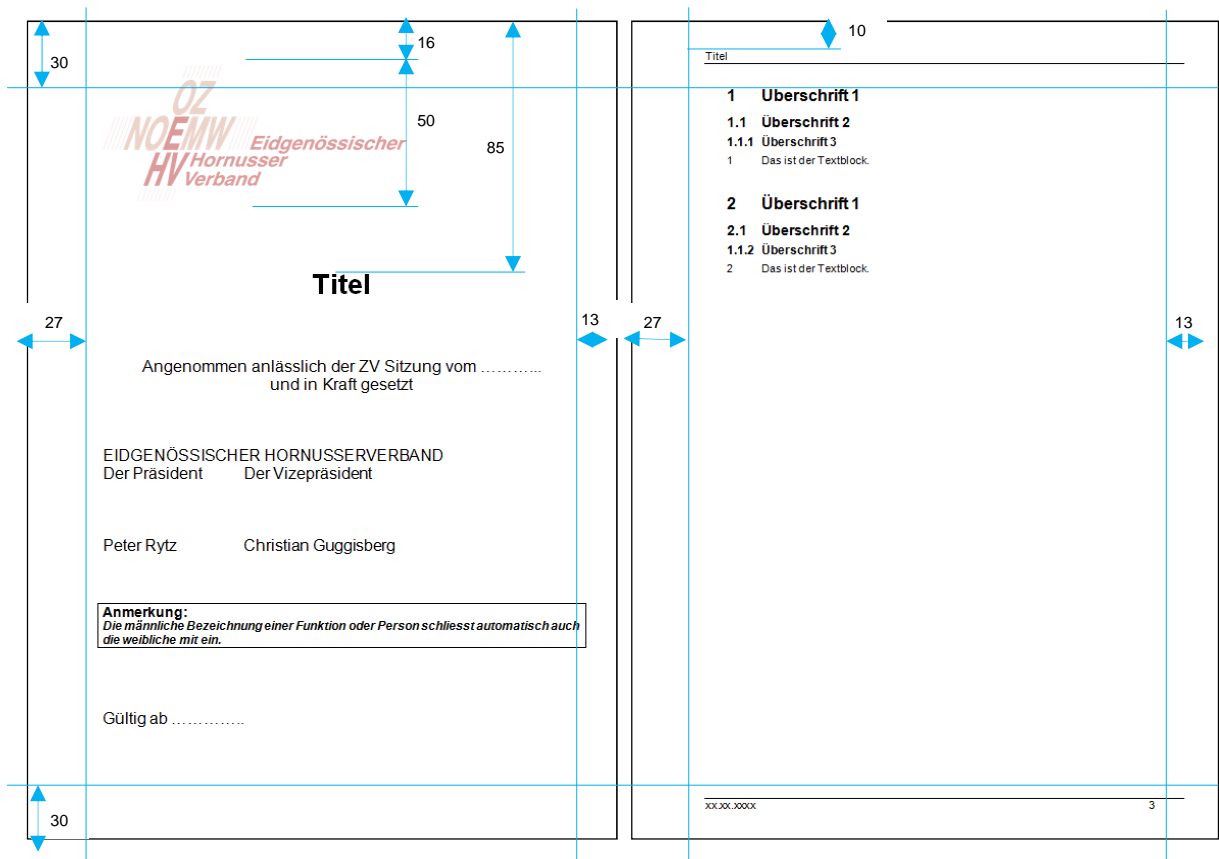 30
16
50
85
OZ
NOEMW Eidgenössischer
HV Hornusser
Verband
Titel
27
13
Angenommen anlässlich der ZV Sitzung vom ………...
und in Kraft gesetzt
EIDGENÖSSISCHER HORNUSSERVERBAND
Der Präsident Der Vizepräsident
Peter Rytz Christian Guggisberg
Anmerkung:
Die männliche Bezeichnung einer Funktion oder Person schliesst automatisch auch
die weibliche mit ein.
Gültig ab …………..
30
10
Titel
1 Überschrift 1
1.1 Überschrift 2
1.1.1 Überschrift 3
1 Das ist der Textblock.
2 Überschrift 1
2.1 Überschrift 2
1.1.2 Überschrift 3
2 Das ist der Textblock.
27
13
xx.xx.xxxx 3